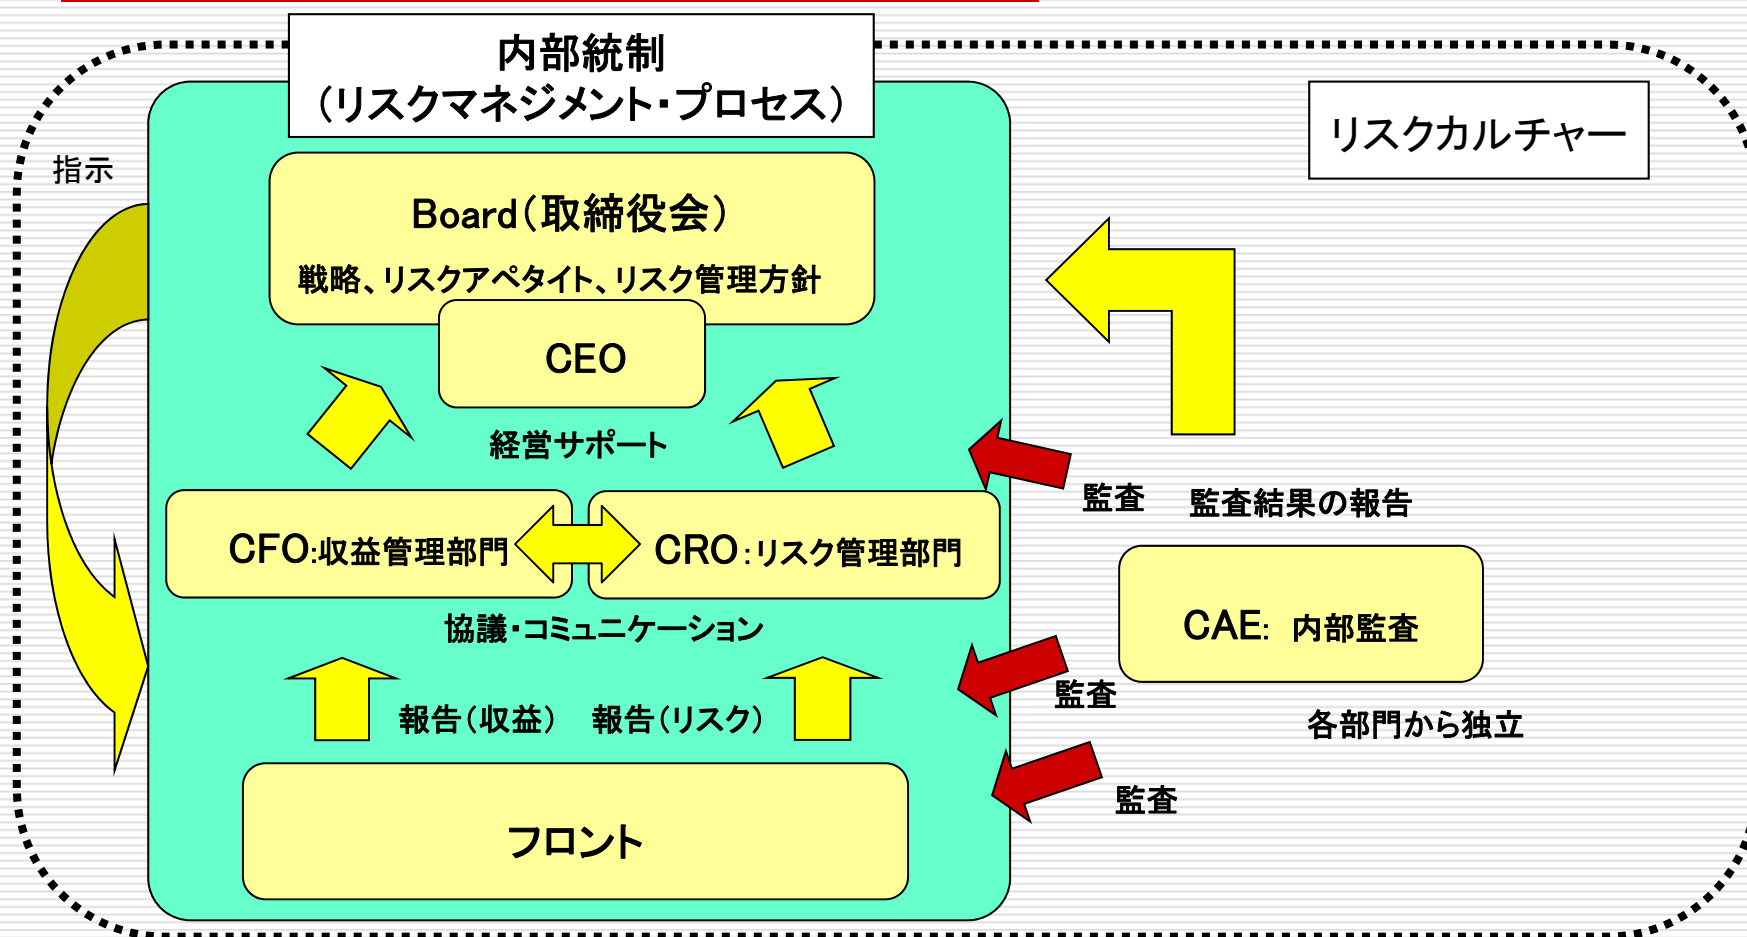 内部統制
（リスクマネジメント・プロセス）
リスクカルチャー
指示
Board（取締役会）
戦略、リスクアペタイト、リスク管理方針
CEO
経営サポート
監査
監査結果の報告
CFO:収益管理部門
CRO：リスク管理部門
CAE： 内部監査
協議・コミュニケーション
監査
報告（収益）
報告（リスク）
各部門から独立
監査
フロント